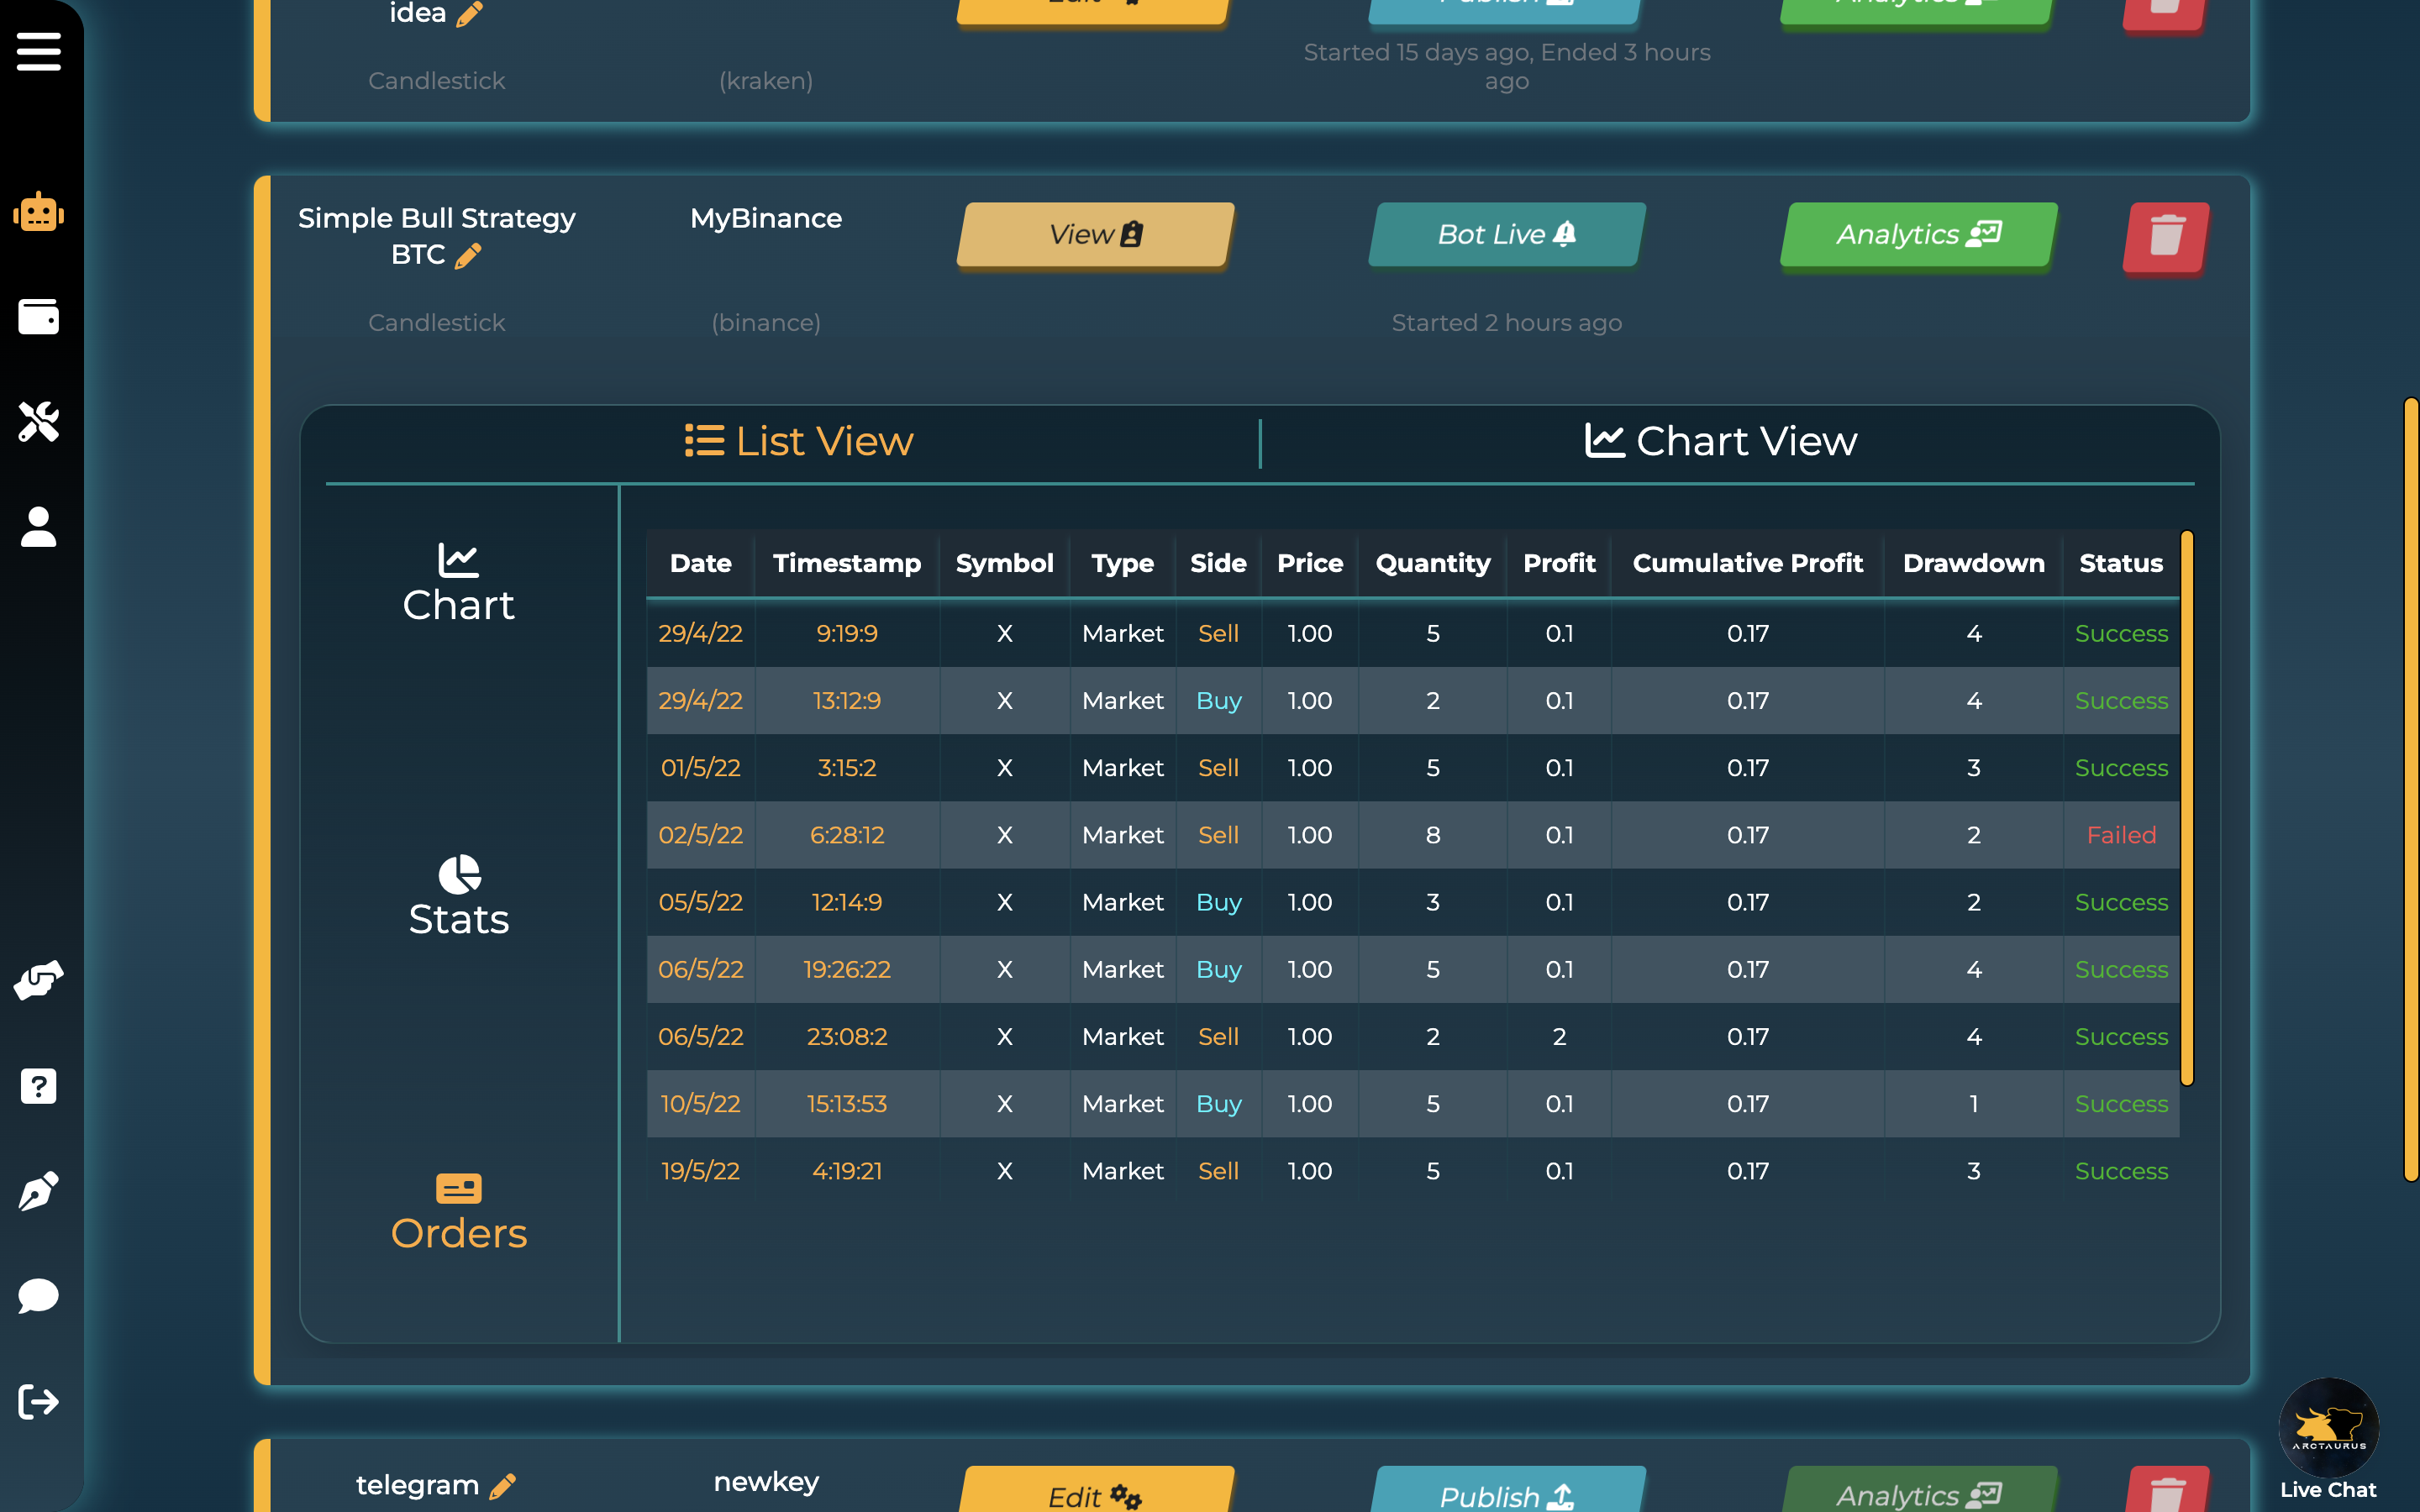 idea
Edit
Publish
Analytics
Started 15 days ago, Ended 3 hours
ago
Candlestick
(kraken)
Simple Bull Strategy
BTC
MyBinance
View
Bot Live
Analytics
Candlestick
(binance)
Started 2 hours ago
List View
Chart View
Chart
Stats
Orders
Date Timestamp Symbol Type Side Price Quantity Profit Cumulative Profit Drawdown Status
29/4/22 9:19:9 X Market Sell 1.00 5 0.1 0.17 4 Success
29/4/22 13:12:9 X Market Buy 1.00 2 0.1 0.17 4 Success
01/5/22 3:15:2 X Market Sell 1.00 5 0.1 0.17 3 Success
02/5/22 6:28:12 X Market Sell 1.00 8 0.1 0.17 2 Failed
05/5/22 12:14:9 X Market Buy 1.00 3 0.1 0.17 2 Success
06/5/22 19:26:22 X Market Buy 1.00 5 0.1 0.17 4 Success
06/5/22 23:08:2 X Market Sell 1.00 2 2 0.17 4 Success
10/5/22 15:13:53 X Market Buy 1.00 5 0.1 0.17 1 Success
19/5/22 4:19:21 X Market Sell 1.00 5 0.1 0.17 3 Success
telegram
newkey
Edit
Publish
Analytics
ARCTAURUS
Live Chat